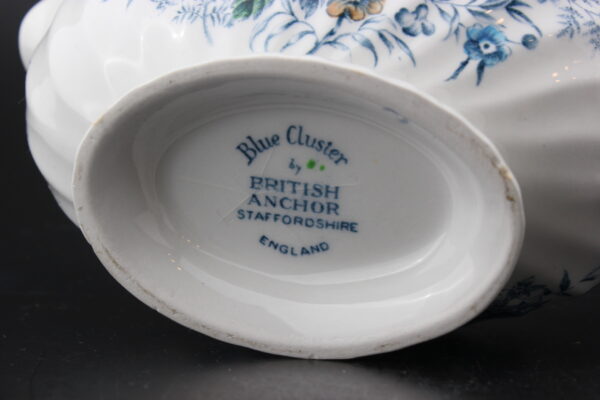 Blue Cluster
by
BRITISH
ANCHOR
STAFFORDSHIRE
ENGLAND